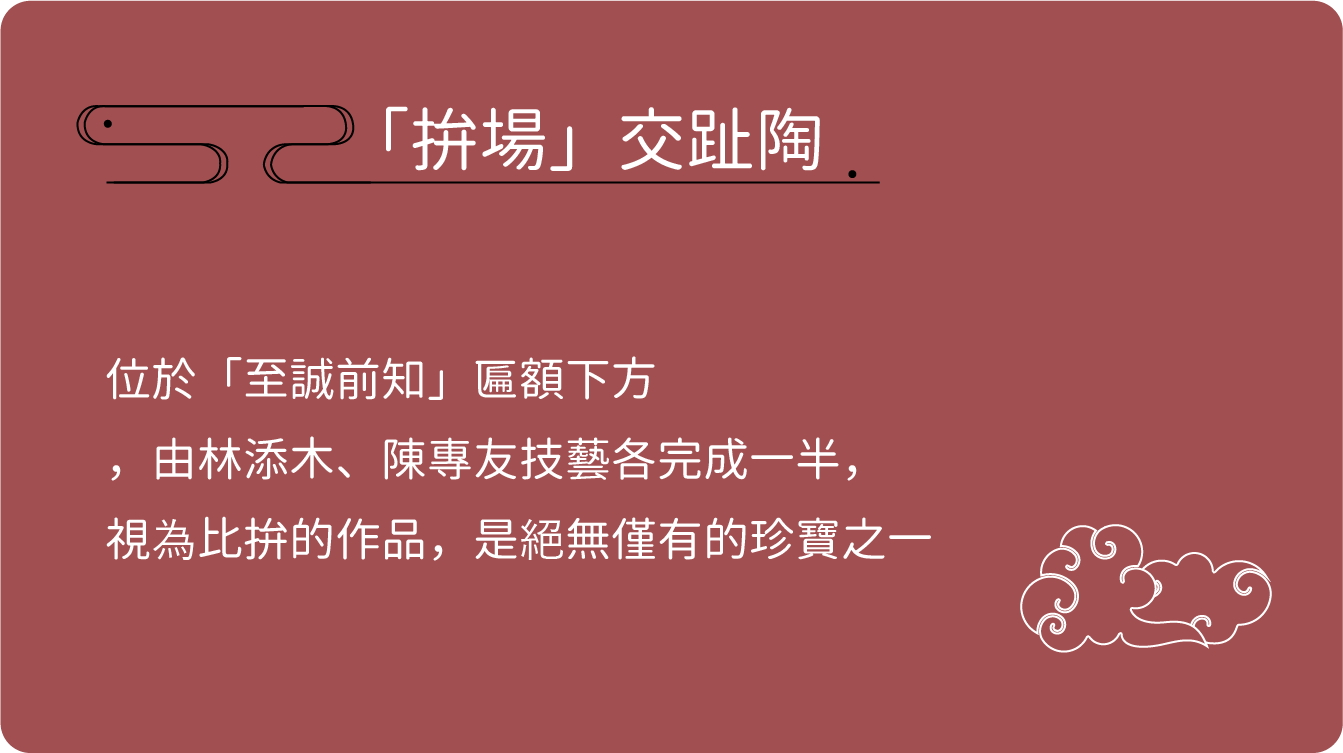 「拚場」交趾陶
位於「至誠前知」匾額下方
，由林添木、陳專友技藝各完成一半，
視為比拚的作品，是絕無僅有的珍寶之一